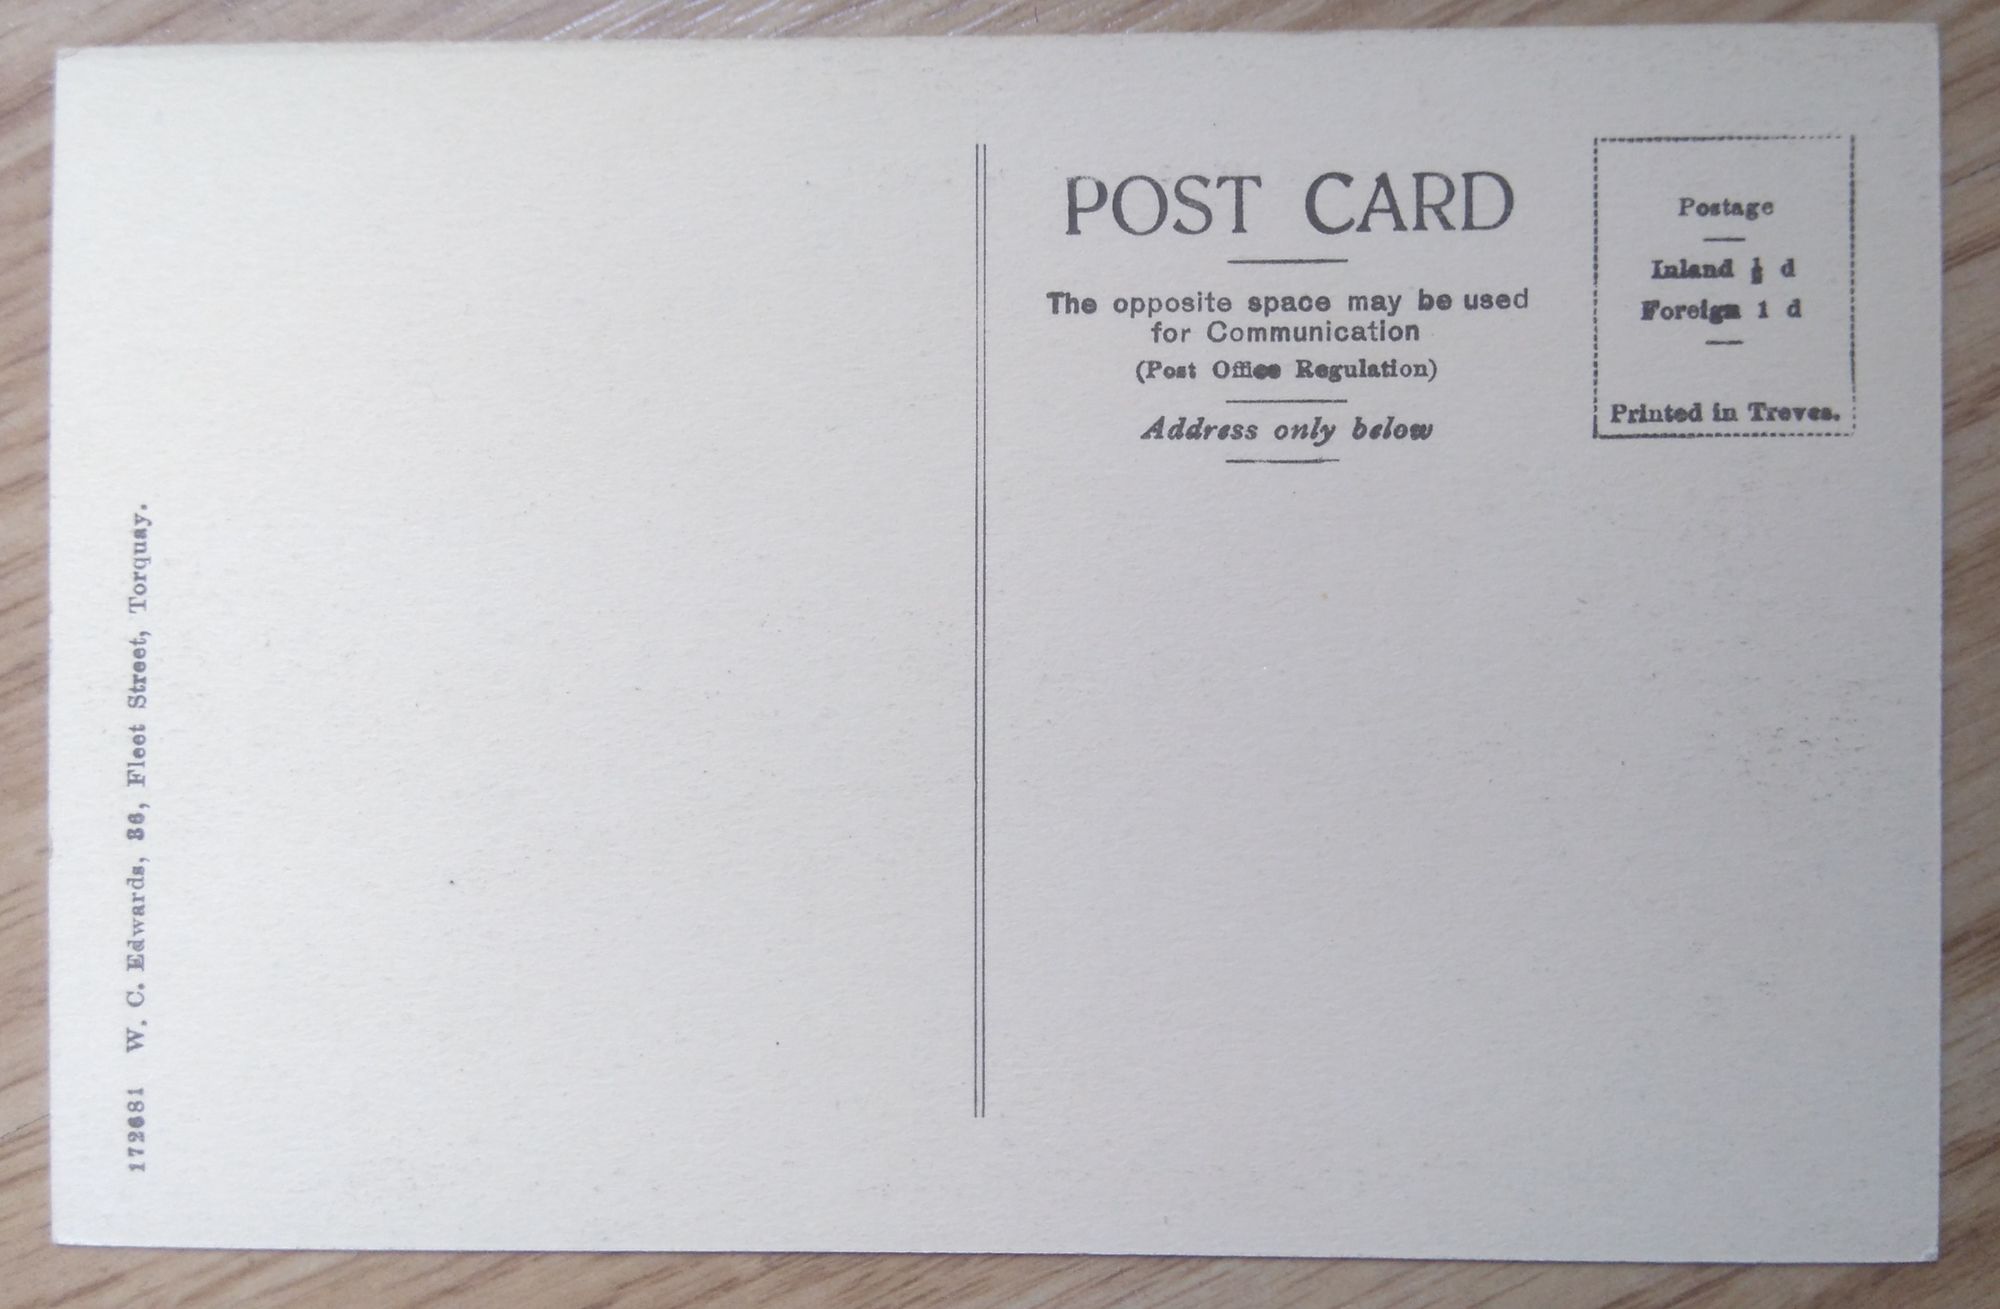 POST CARD
The opposite space may be used
for Communication
(Post Office Regulation)
Address only below
Postage
Inland ½ d
Foreign 1 d
Printed in Treves.
172681 W. C. Edwards, 36, Fleet Street, Torquay.